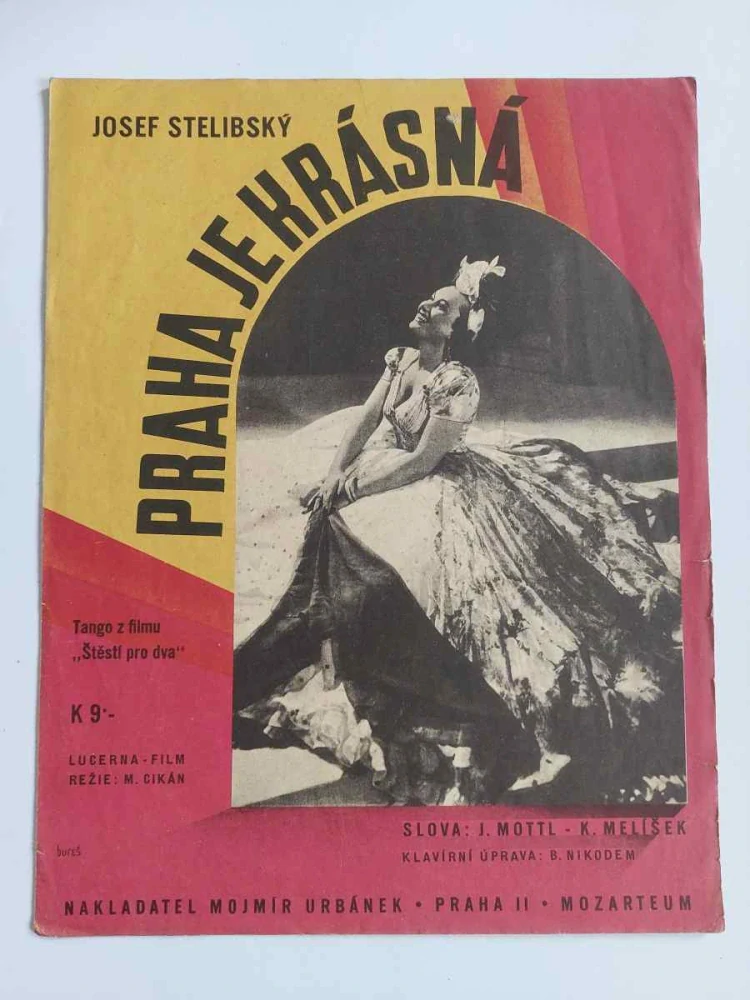 JOSEF STELIBSKÝ
PRAHA JE KRÁSNÁ
Tango z filmu
„Štěstí pro dva“
K 9·-
LUCERNA - FILM
REŽIE: M. CIKÁN
SLOVA: J. MOTTL - K. MELÍŠEK
KLAVÍRNÍ ÚPRAVA: B. NIKODEM
bureš
NAKLADATEL MOJMÍR URBÁNEK • PRAHA II • MOZARTEUM